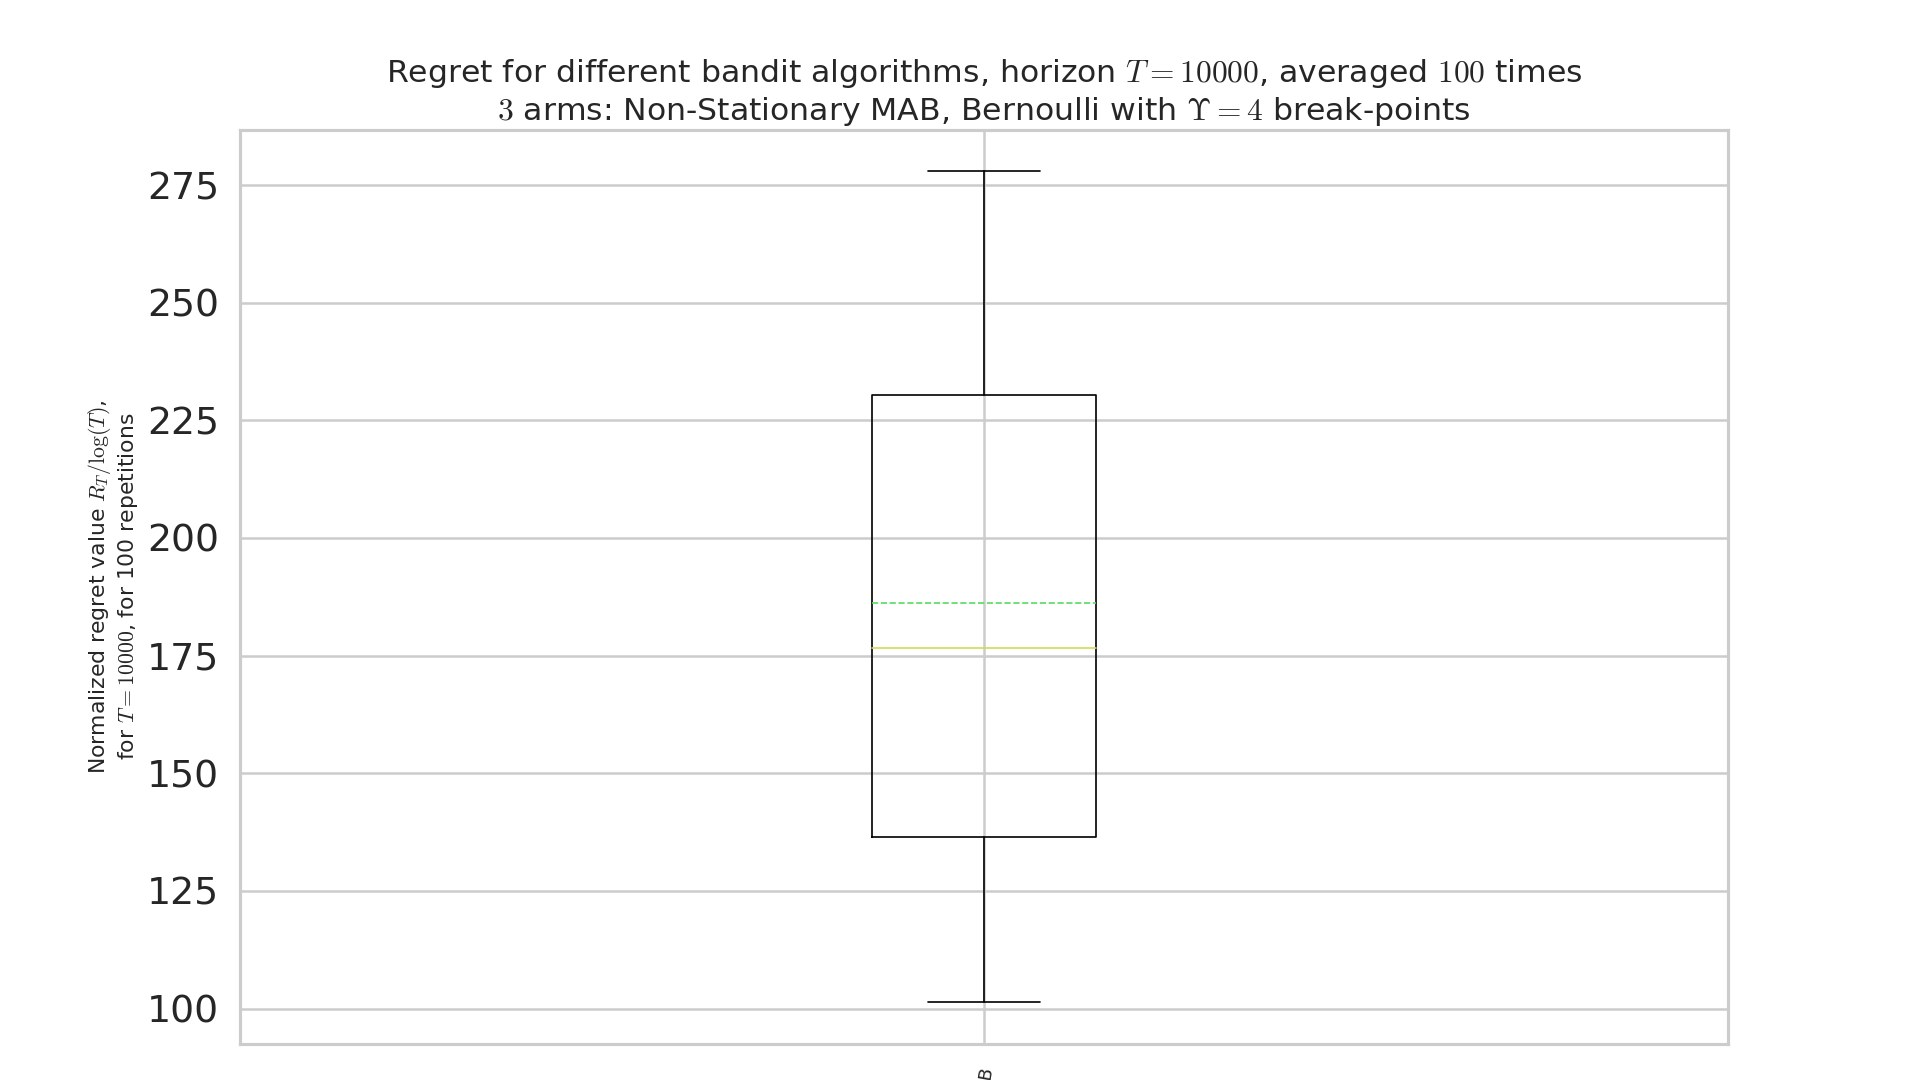 Regret for different bandit algorithms, horizon T = 10000, averaged 100 times
3 arms: Non-Stationary MAB, Bernoulli with Υ = 4 break-points
Normalized regret value R_T/log(T),
for T = 10000, for 100 repetitions
275
250
225
200
175
150
125
100
B